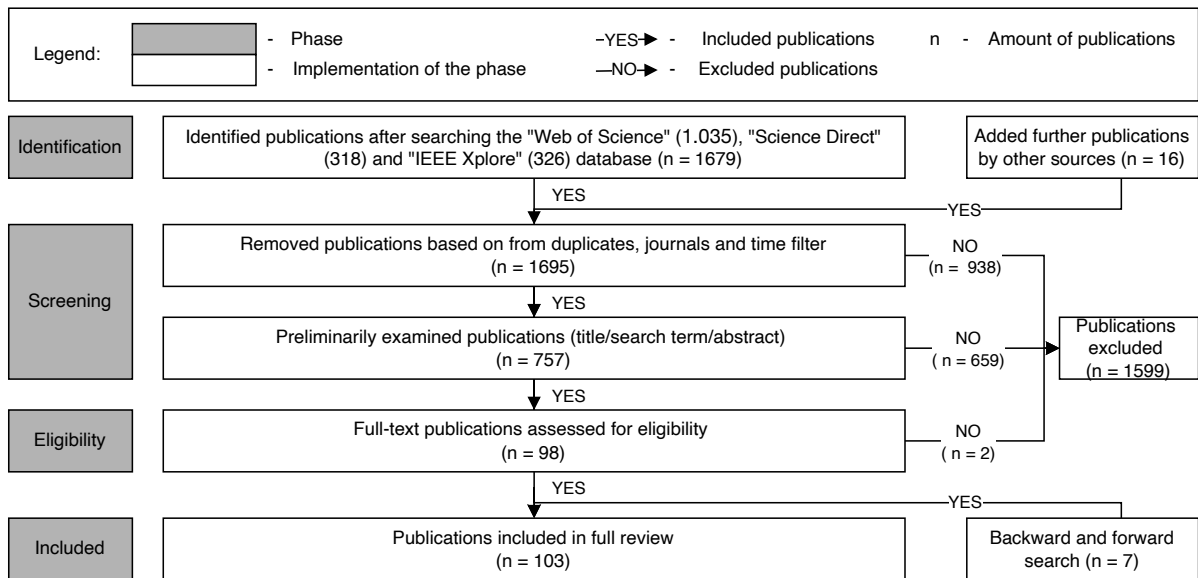 Legend:
- Phase
- Implementation of the phase
YES - Included publications
NO - Excluded publications
n - Amount of publications
Identification
Identified publications after searching the "Web of Science" (1.035), "Science Direct"
(318) and "IEEE Xplore" (326) database (n = 1679)
Added further publications
by other sources (n = 16)
YES
YES
Screening
Removed publications based on from duplicates, journals and time filter
(n = 1695)
NO
(n = 938)
YES
Preliminarily examined publications (title/search term/abstract)
(n = 757)
NO
( n = 659)
Publications
excluded
(n = 1599)
YES
Eligibility
Full-text publications assessed for eligibility
(n = 98)
NO
( n = 2)
YES
YES
Included
Publications included in full review
(n = 103)
Backward and forward
search (n = 7)